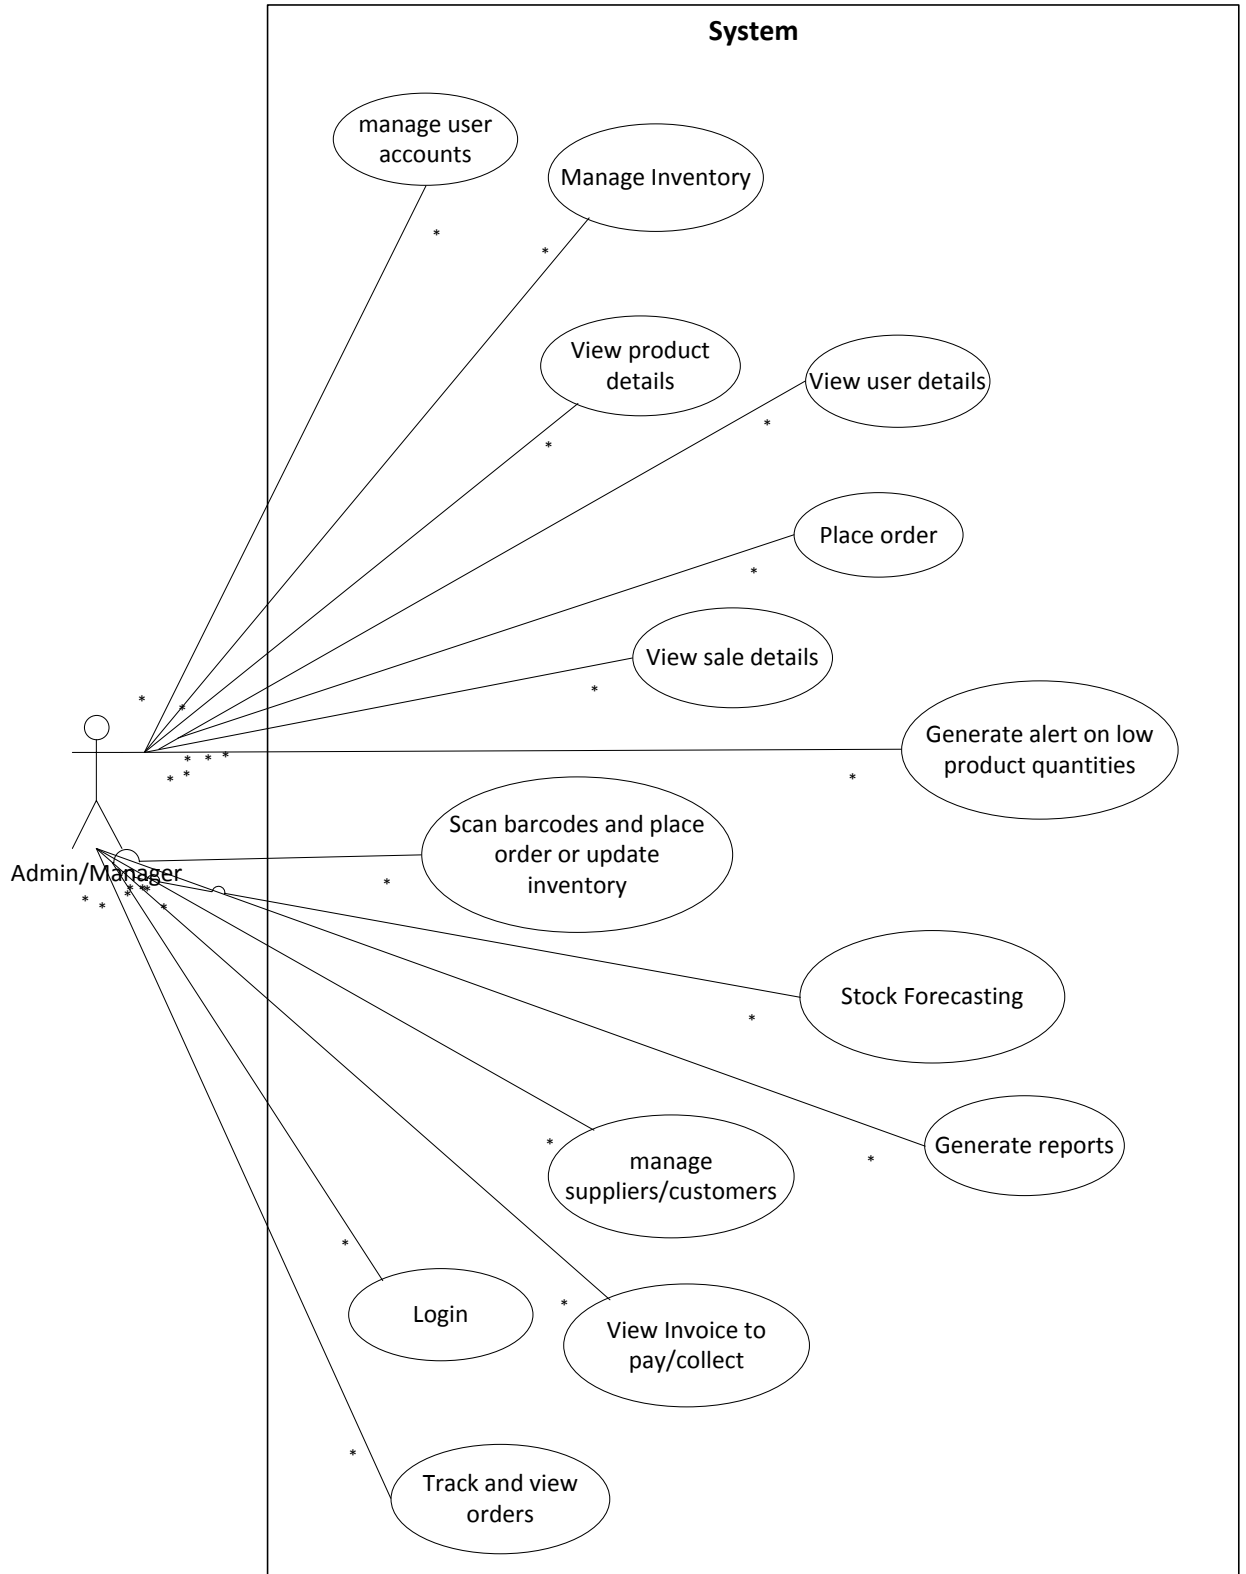 System
manage user
accounts
Manage Inventory
*
*
View product
details
View user details
*
*
Place order
*
View sale details
*
*
*
Generate alert on low
product quantities
*
*
*
*
*
*
Scan barcodes and place
order or update
inventory
Admin/Manager
*
*
*
*
*
*
*
*
Stock Forecasting
*
Generate reports
*
manage
suppliers/customers
*
Login
*
View Invoice to
pay/collect
*
Track and view
orders
*